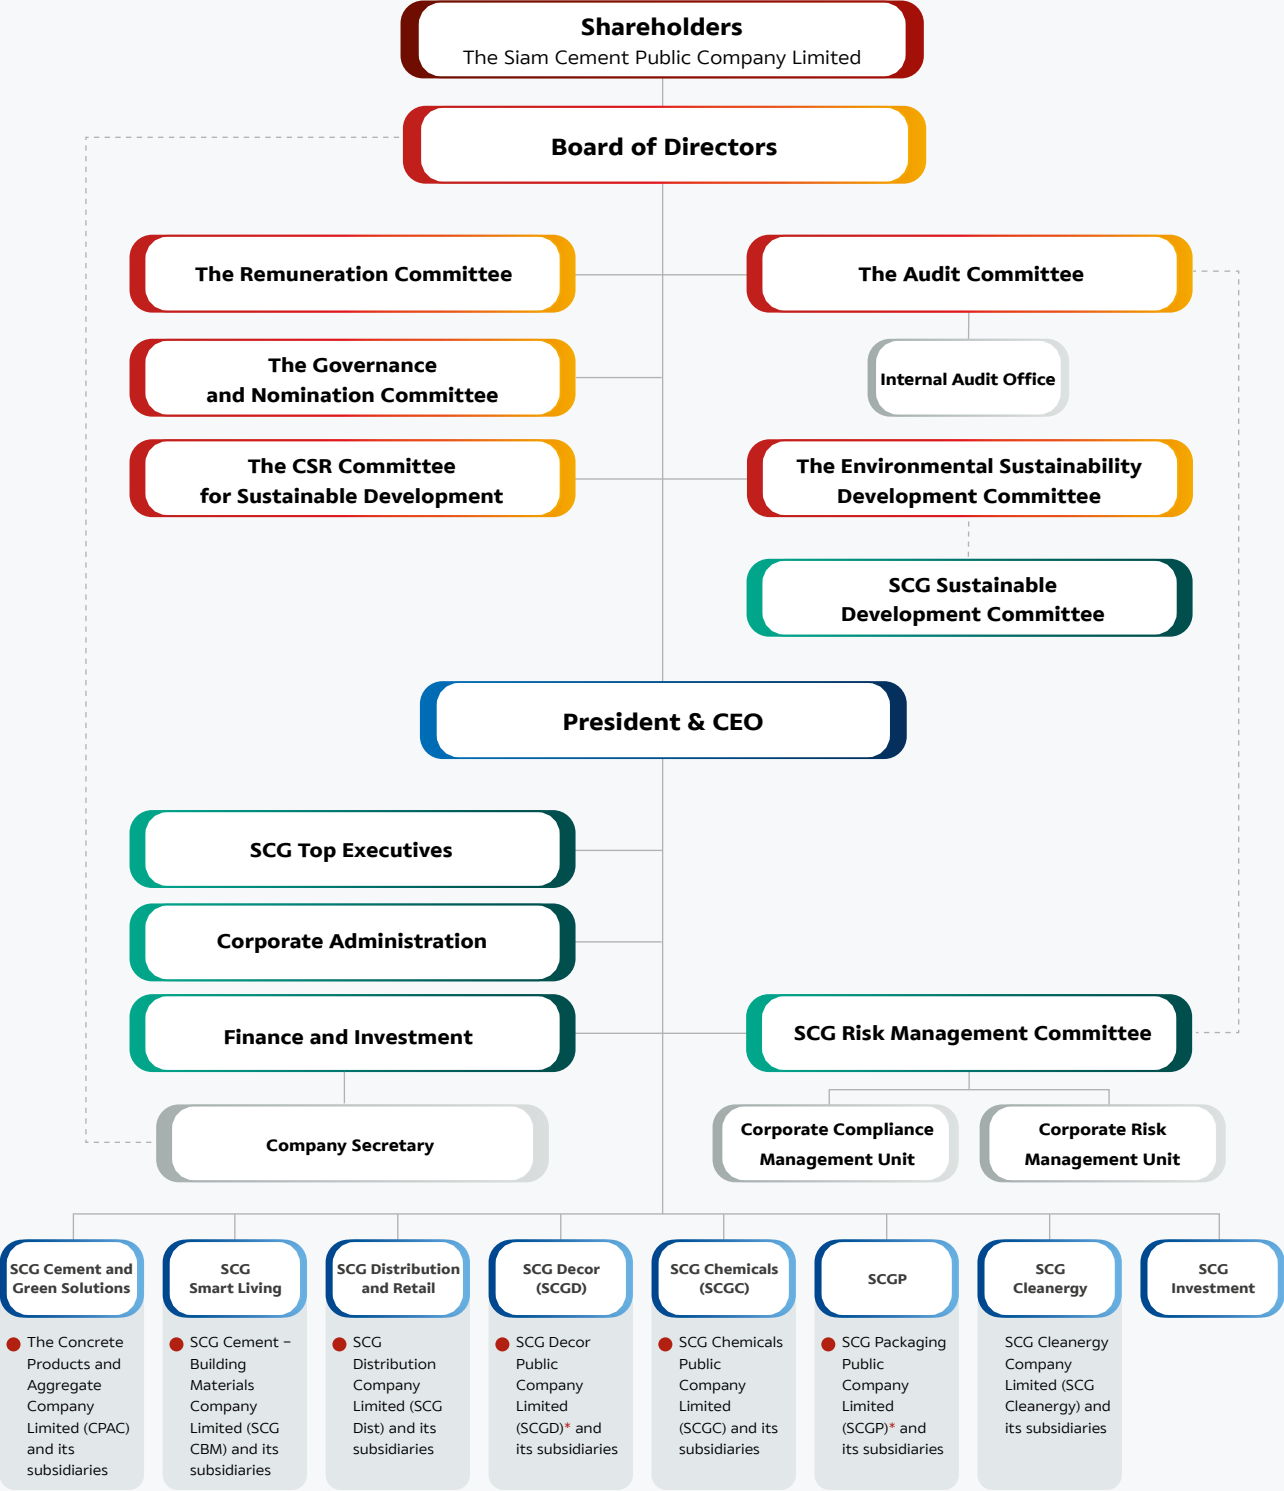 Shareholders
The Siam Cement Public Company Limited
Board of Directors
The Remuneration Committee
The Audit Committee
The Governance
and Nomination Committee
Internal Audit Office
The CSR Committee
for Sustainable Development
The Environmental Sustainability
Development Committee
SCG Sustainable
Development Committee
President & CEO
SCG Top Executives
Corporate Administration
Finance and Investment
SCG Risk Management Committee
Company Secretary
Corporate Compliance
Management Unit
Corporate Risk
Management Unit
SCG Cement and
Green Solutions
SCG
Smart Living
SCG Distribution
and Retail
SCG Decor
(SCGD)
SCG Chemicals
(SCGC)
SCGP
SCG
Cleanergy
SCG
Investment
The Concrete
Products and
Aggregate
Company
Limited (CPAC)
and its
subsidiaries
SCG Cement –
Building
Materials
Company
Limited (SCG
CBM) and its
subsidiaries
SCG
Distribution
Company
Limited (SCG
Dist) and its
subsidiaries
SCG Decor
Public
Company
Limited
(SCGD)* and
its subsidiaries
SCG Chemicals
Public
Company
Limited
(SCGC) and its
subsidiaries
SCG Packaging
Public
Company
Limited
(SCGP)* and
its subsidiaries
SCG Cleanergy
Company
Limited (SCG
Cleanergy) and
its subsidiaries